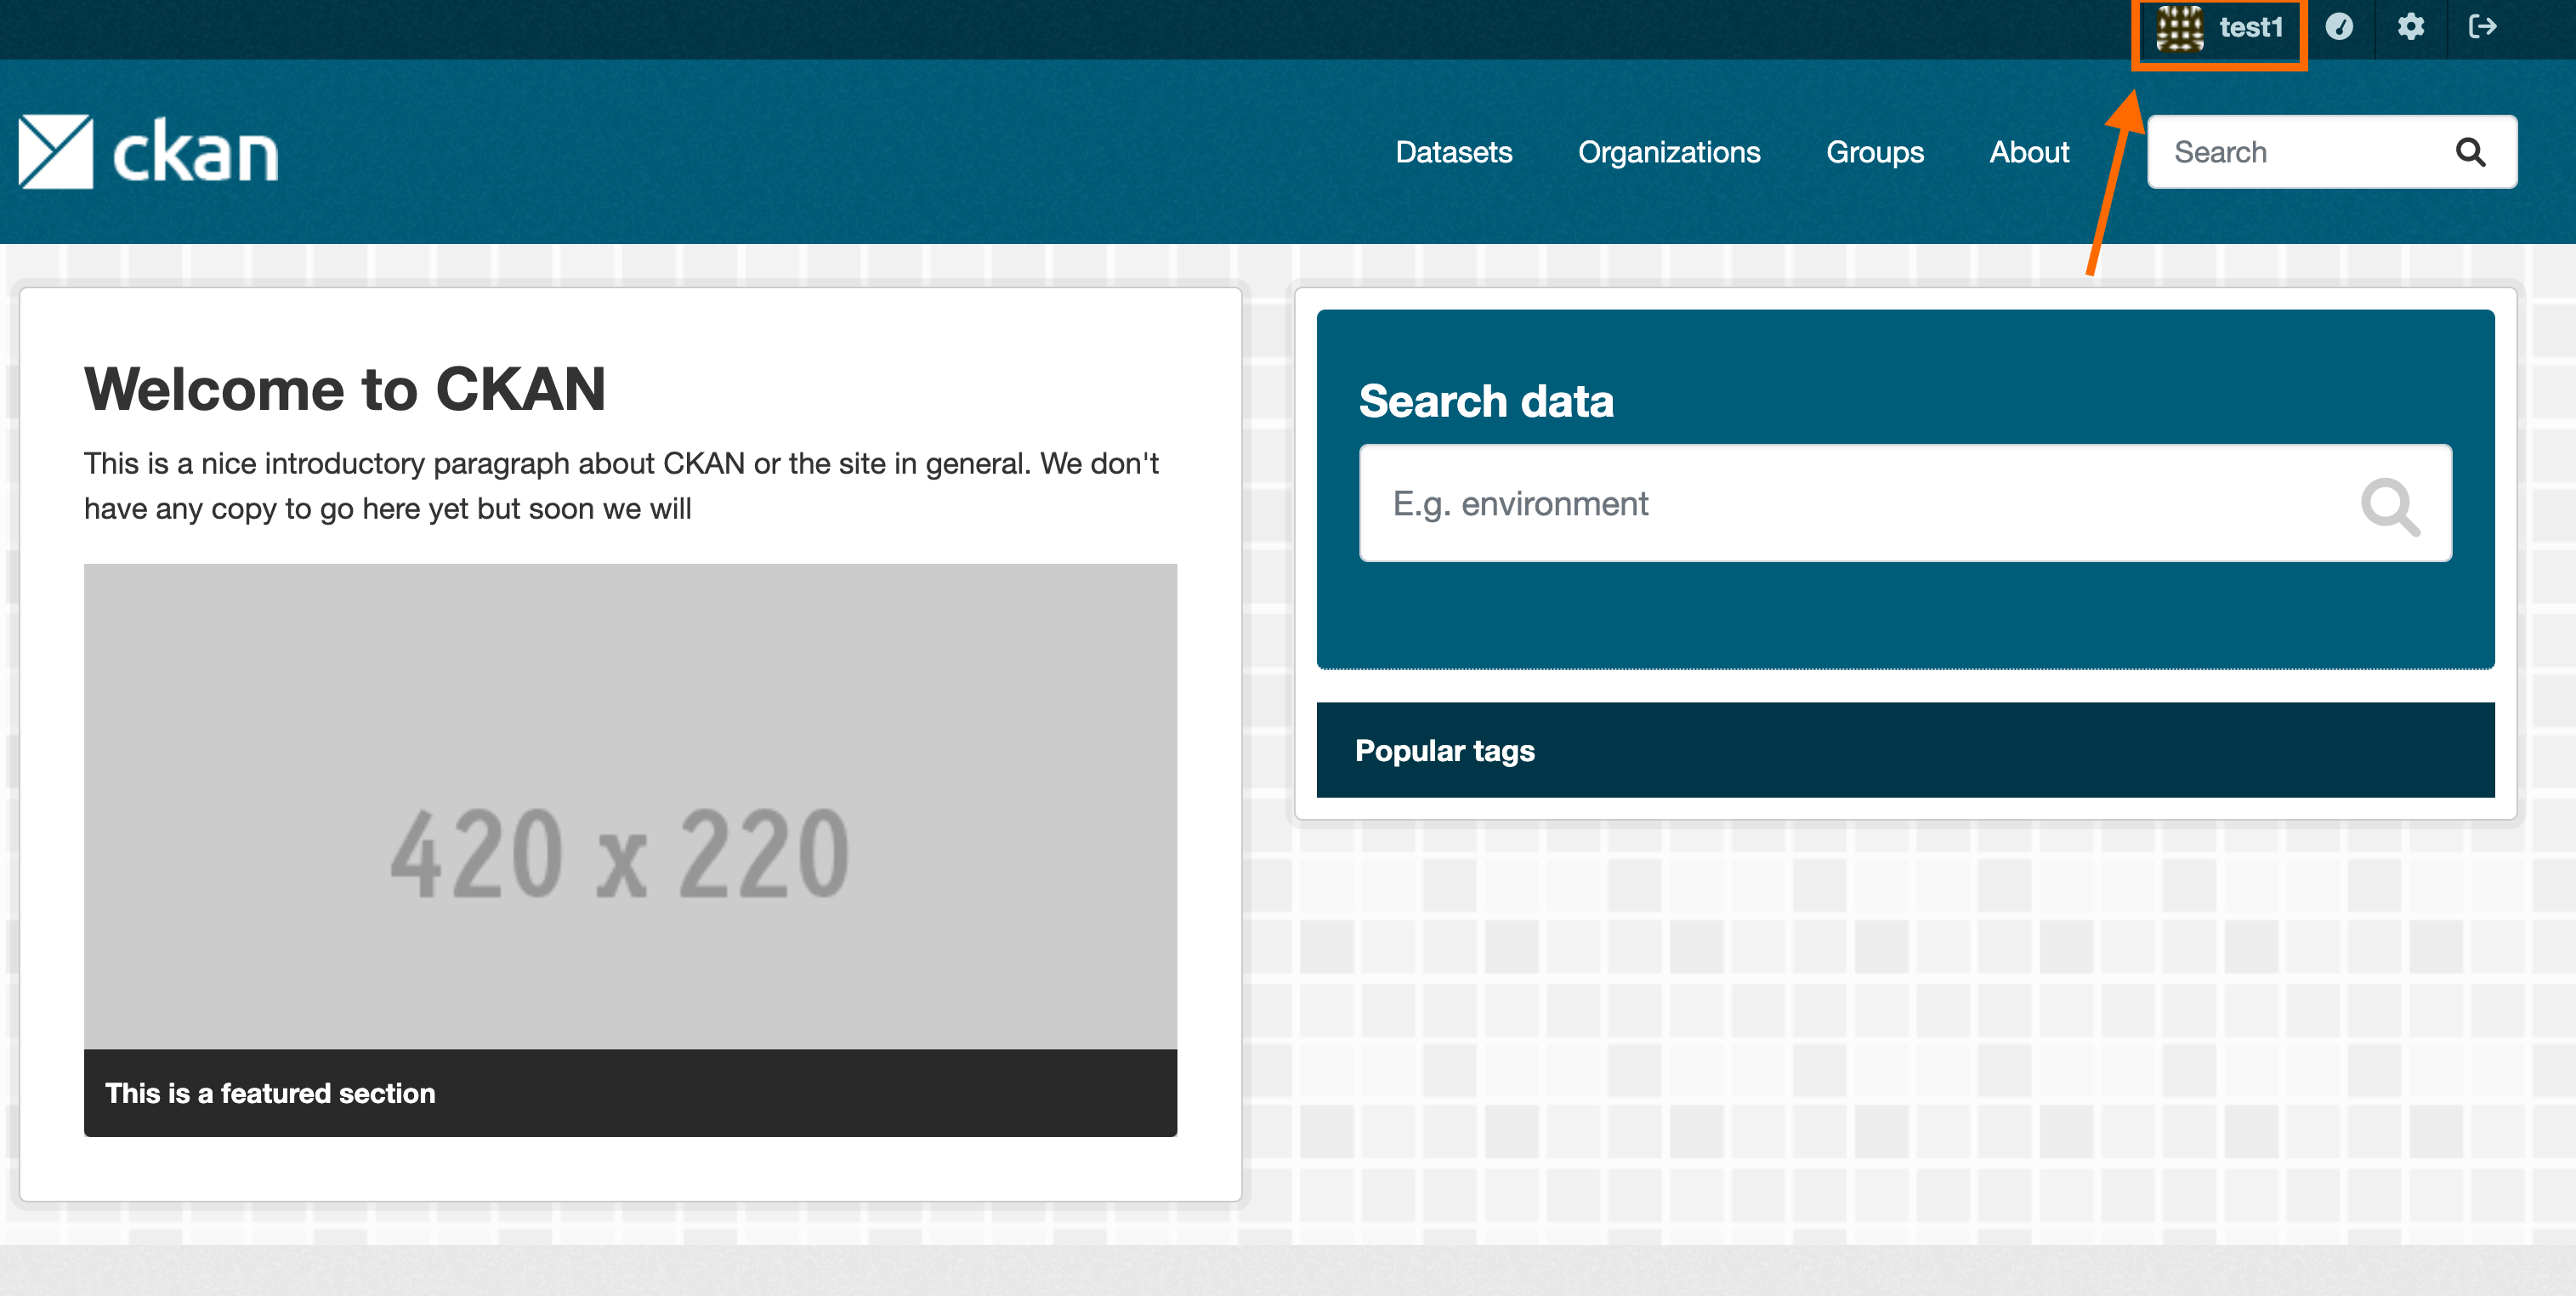 test1
ckan
Datasets
Organizations
Groups
About
Search
Welcome to CKAN
This is a nice introductory paragraph about CKAN or the site in general. We don't
have any copy to go here yet but soon we will
420 x 220
This is a featured section
Search data
E.g. environment
Popular tags